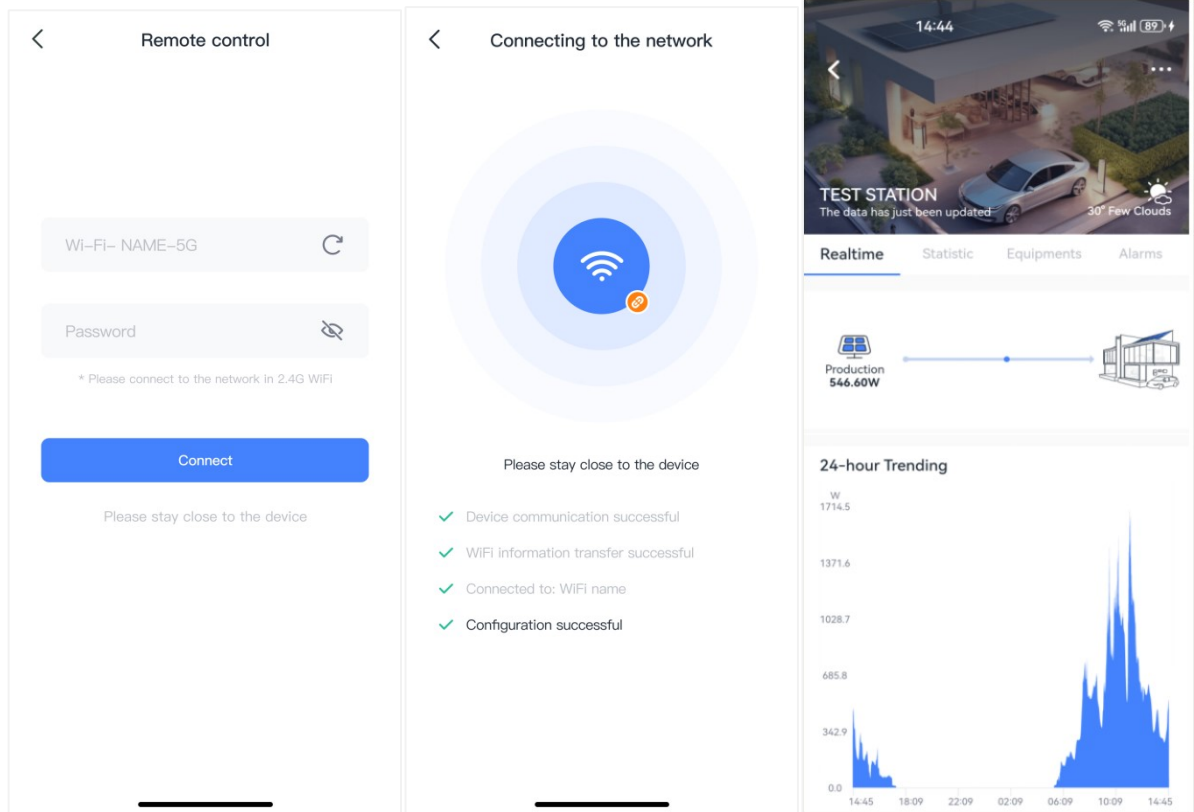 Remote control
Wi-Fi- NAME-5G
Password
* Please connect to the network in 2.4G WiFi
Connect
Please stay close to the device
Connecting to the network
Please stay close to the device
Device communication successful
WiFi information transfer successful
Connected to: WiFi name
Configuration successful
14:44
5G
89
TEST STATION
The data has just been updated
30° Few Clouds
Realtime Statistic Equipments Alarms
Production
546.60W
24-hour Trending
W
1714.5
1371.6
1028.7
685.8
342.9
0.0
14:45 18:09 22:09 02:09 06:09 10:09 14:45